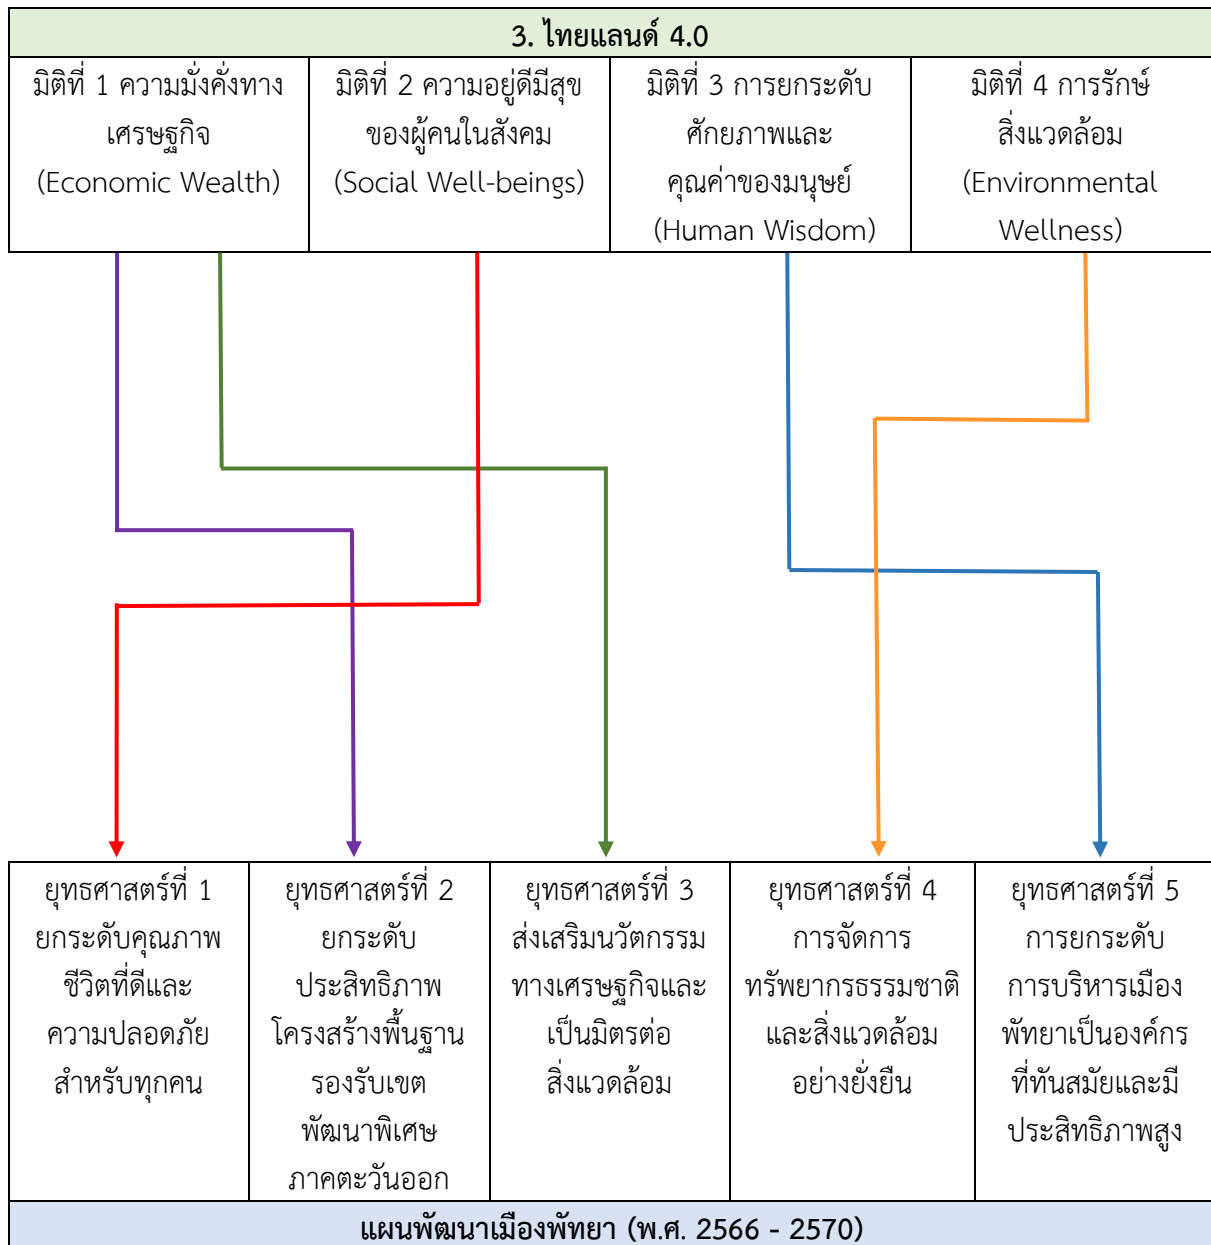 3. ไทยแลนด์ 4.0
มิติที่ 1 ความมั่งคั่งทาง
เศรษฐกิจ
(Economic Wealth)
มิติที่ 2 ความอยู่ดีมีสุข
ของผู้คนในสังคม
(Social Well-beings)
มิติที่ 3 การยกระดับ
ศักยภาพและ
คุณค่าของมนุษย์
(Human Wisdom)
มิติที่ 4 การรักษ์
สิ่งแวดล้อม
(Environmental
Wellness)
ยุทธศาสตร์ที่ 1
ยกระดับคุณภาพ
ชีวิตที่ดีและ
ความปลอดภัย
สำหรับทุกคน
ยุทธศาสตร์ที่ 2
ยกระดับ
ประสิทธิภาพ
โครงสร้างพื้นฐาน
รองรับเขต
พัฒนาพิเศษ
ภาคตะวันออก
ยุทธศาสตร์ที่ 3
ส่งเสริมนวัตกรรม
ทางเศรษฐกิจและ
เป็นมิตรต่อ
สิ่งแวดล้อม
ยุทธศาสตร์ที่ 4
การจัดการ
ทรัพยากรธรรมชาติ
และสิ่งแวดล้อม
อย่างยั่งยืน
ยุทธศาสตร์ที่ 5
การยกระดับ
การบริหารเมือง
พัทยาเป็นองค์กร
ที่ทันสมัยและมี
ประสิทธิภาพสูง
แผนพัฒนาเมืองพัทยา (พ.ศ. 2566 - 2570)